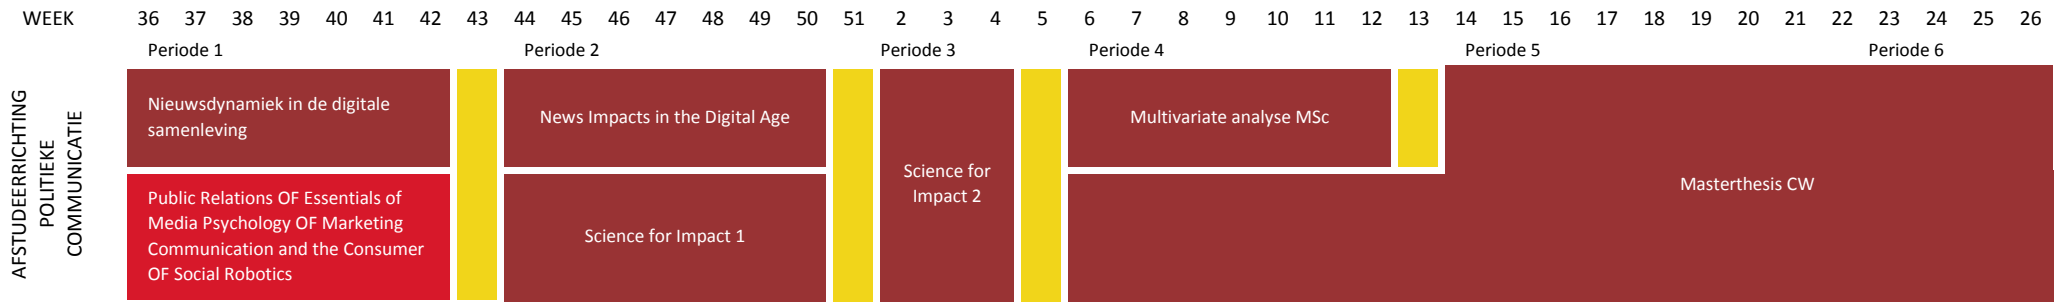 WEEK 36 37 38 39 40 41 42 43 44 45 46 47 48 49 50 51 2 3 4 5 6 7 8 9 10 11 12 13 14 15 16 17 18 19 20 21 22 23 24 25 26
Periode 1 Periode 2 Periode 3 Periode 4 Periode 5 Periode 6
AFSTUDEERRICHTING
POLITIEKE
COMMUNICATIE
Nieuwsdynamiek in de digitale
samenleving
Public Relations OF Essentials of
Media Psychology OF Marketing
Communication and the Consumer
OF Social Robotics
News Impacts in the Digital Age
Science for Impact 1
Science for
Impact 2
Multivariate analyse MSc
Masterthesis CW